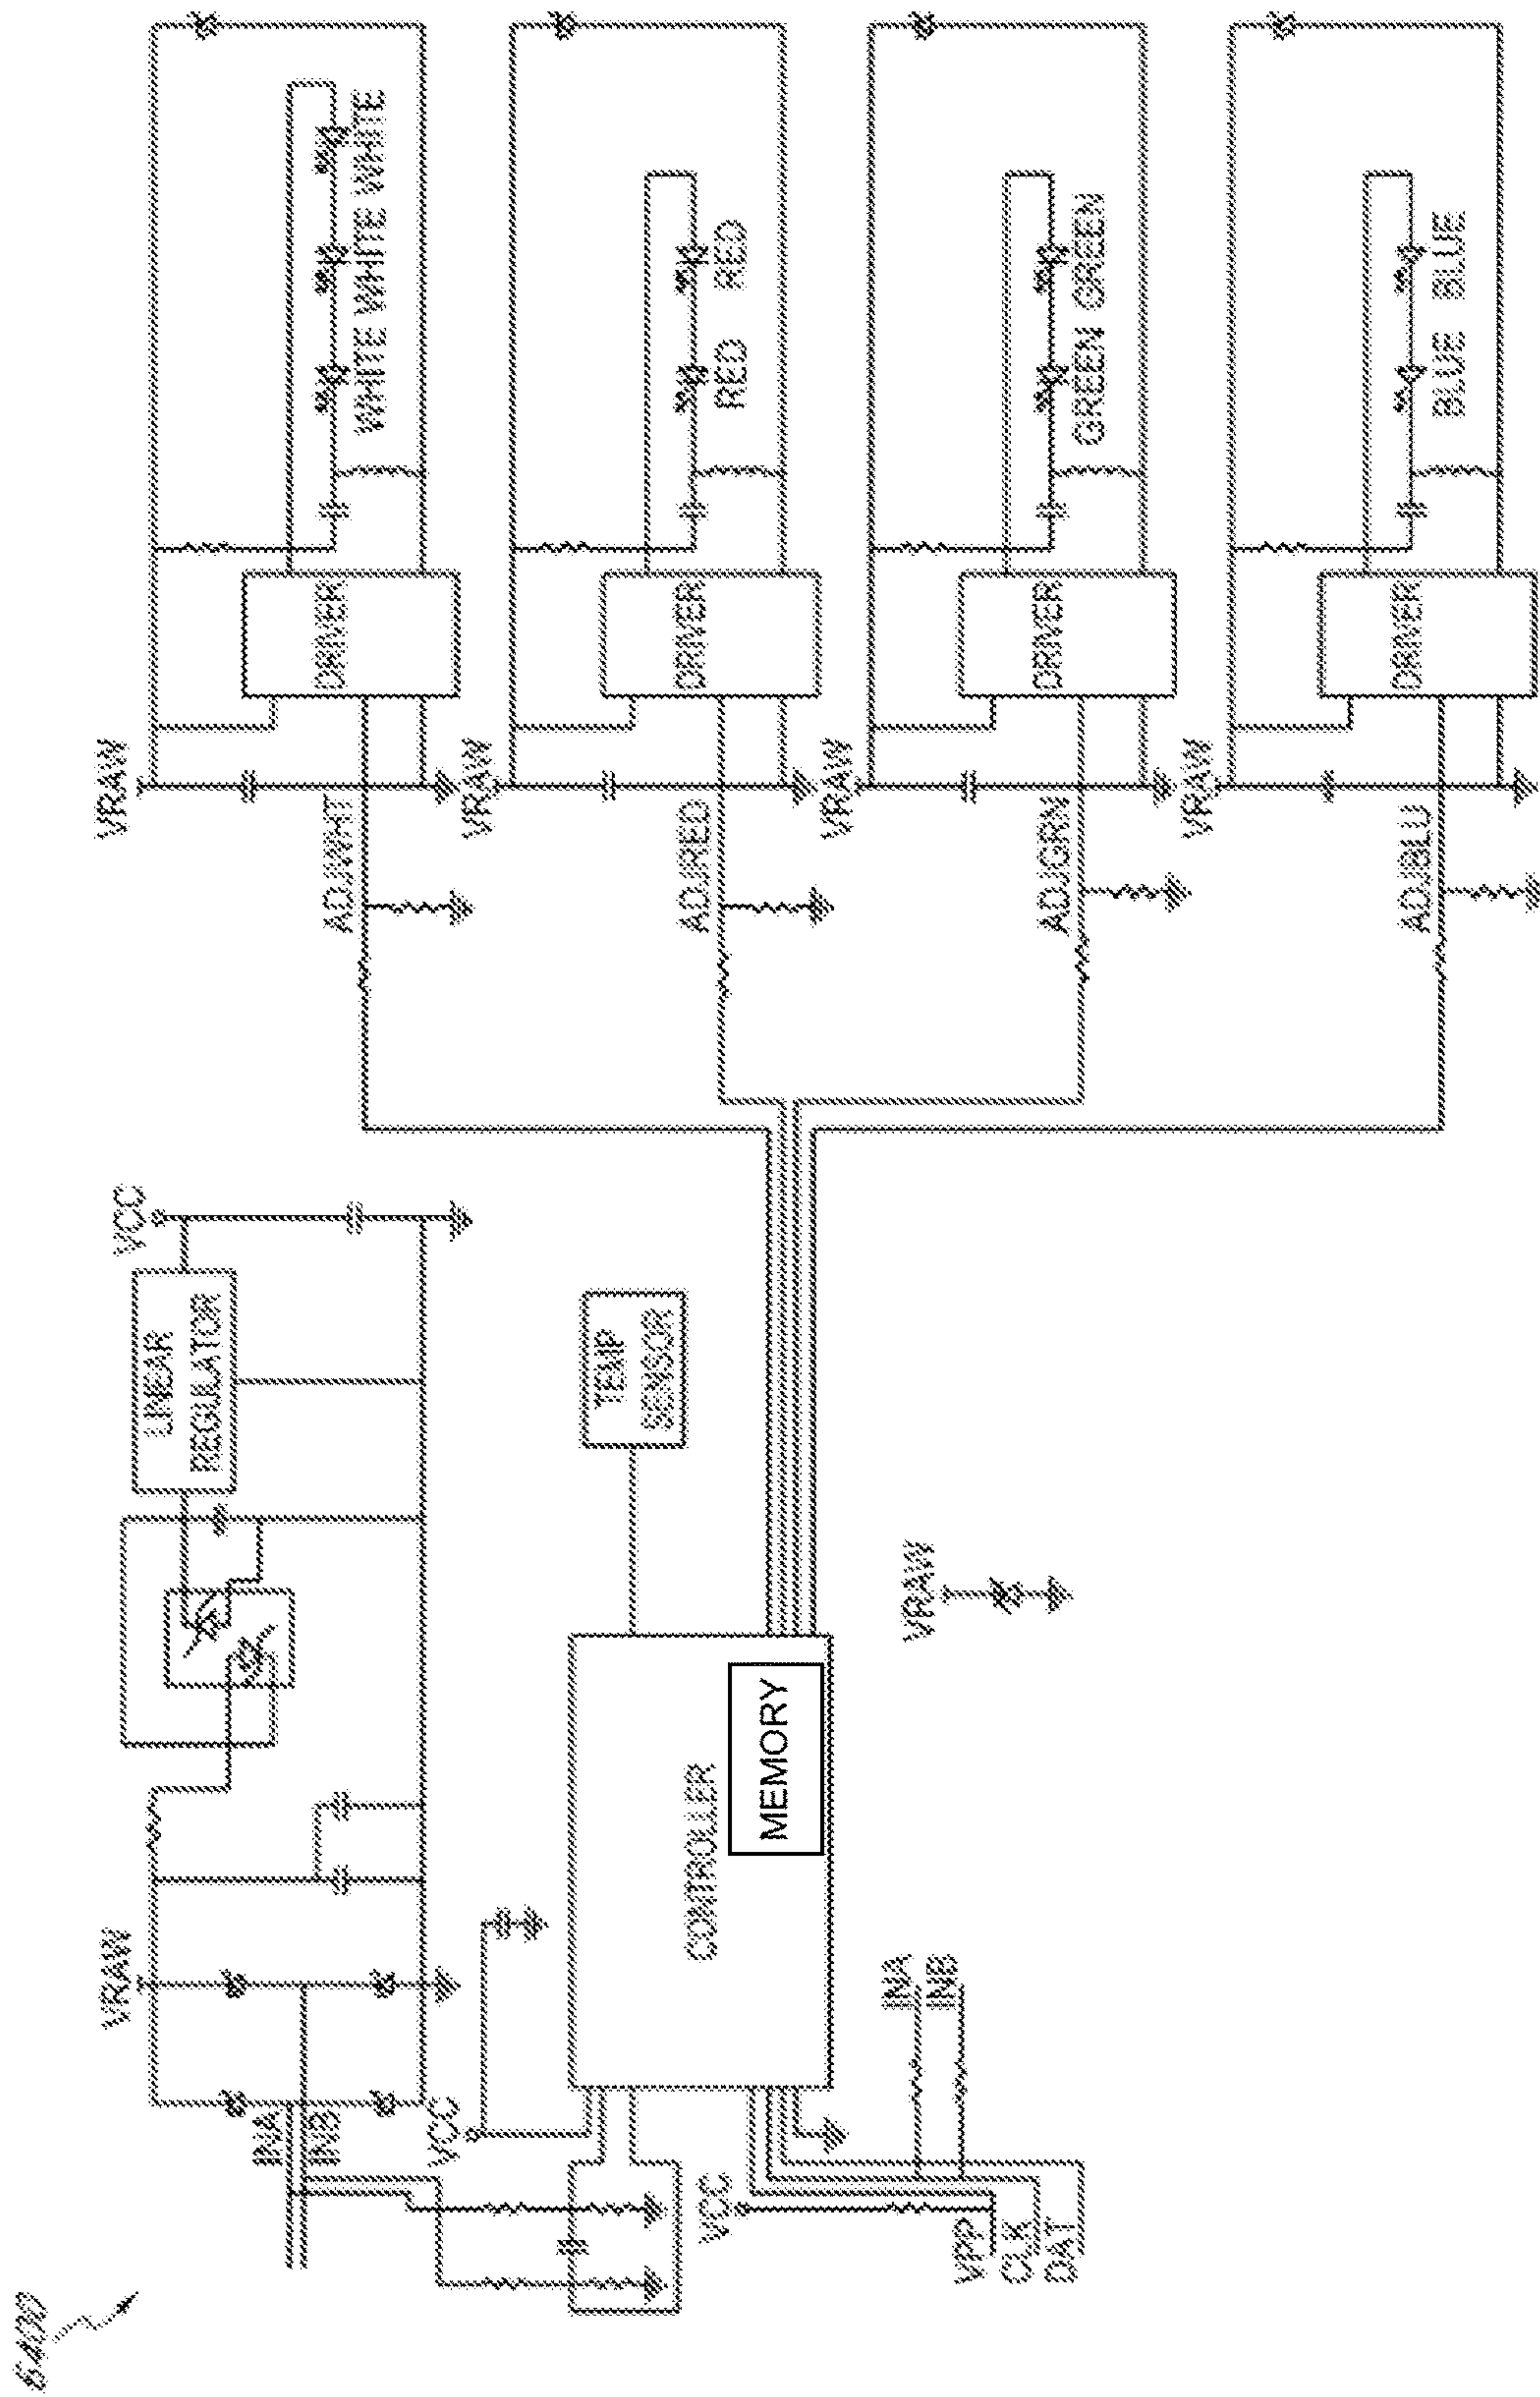 6400
VRAW
INA
INB
LINEAR
REGULATOR
VCC
VCC
CONTROLLER
MEMORY
TEMP
SENSOR
VCC
VPP
CLK
DAT
INA
INB
VRAW
VRAW
ADJWHT
DRIVER
WHITE WHITE WHITE
VRAW
ADJRED
DRIVER
RED RED
VRAW
ADJGRN
DRIVER
GREEN GREEN
VRAW
ADJBLU
DRIVER
BLUE BLUE